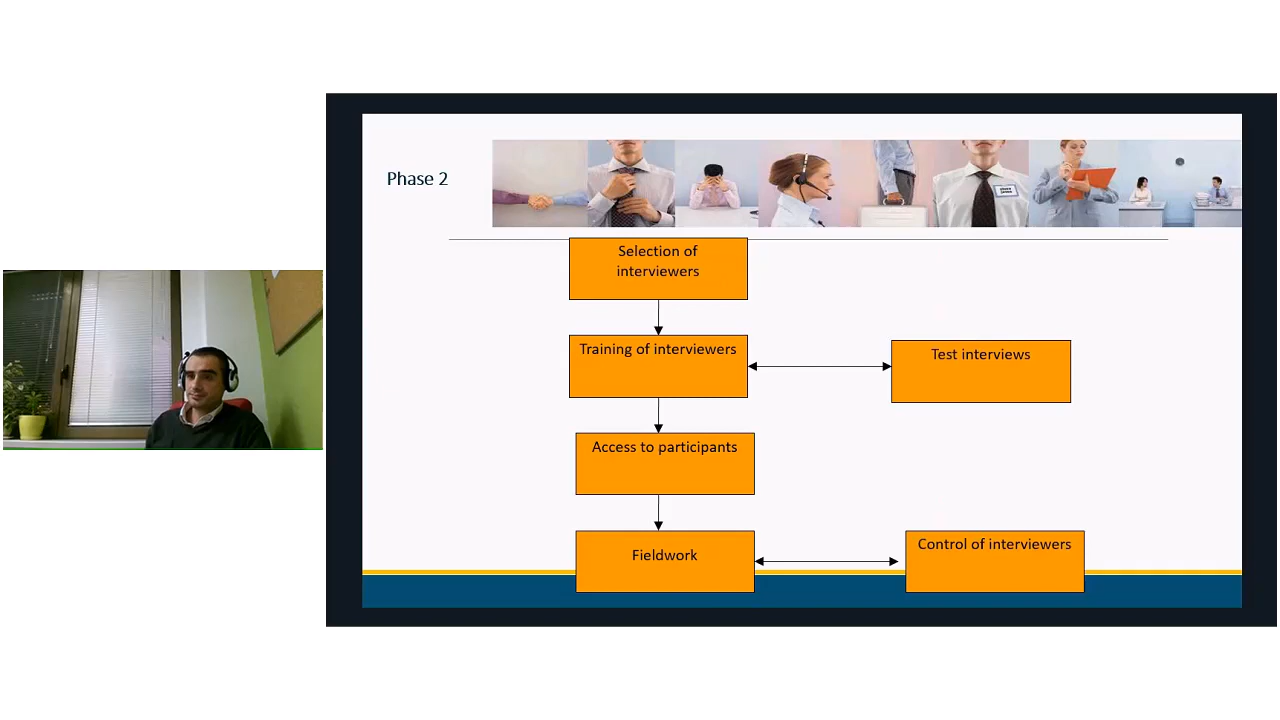 Phase 2
Selection of
interviewers
Training of interviewers
Test interviews
Access to participants
Fieldwork
Control of interviewers